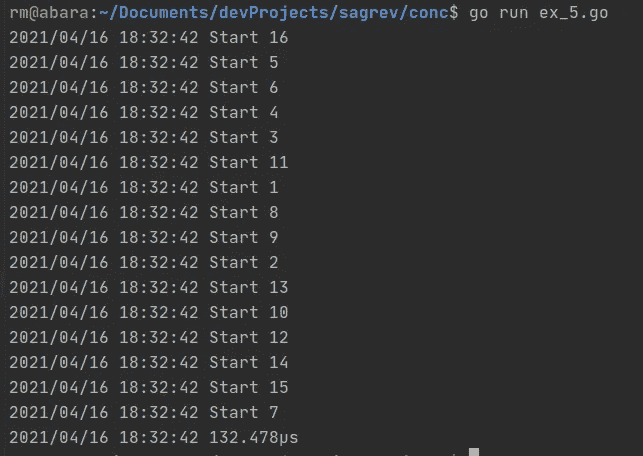 rm@abara:~/Documents/devProjects/sagrev/conc$ go run ex_5.go
2021/04/16 18:32:42 Start 16
2021/04/16 18:32:42 Start 5
2021/04/16 18:32:42 Start 6
2021/04/16 18:32:42 Start 4
2021/04/16 18:32:42 Start 3
2021/04/16 18:32:42 Start 11
2021/04/16 18:32:42 Start 1
2021/04/16 18:32:42 Start 8
2021/04/16 18:32:42 Start 9
2021/04/16 18:32:42 Start 2
2021/04/16 18:32:42 Start 13
2021/04/16 18:32:42 Start 10
2021/04/16 18:32:42 Start 12
2021/04/16 18:32:42 Start 14
2021/04/16 18:32:42 Start 15
2021/04/16 18:32:42 Start 7
2021/04/16 18:32:42 132.478µs